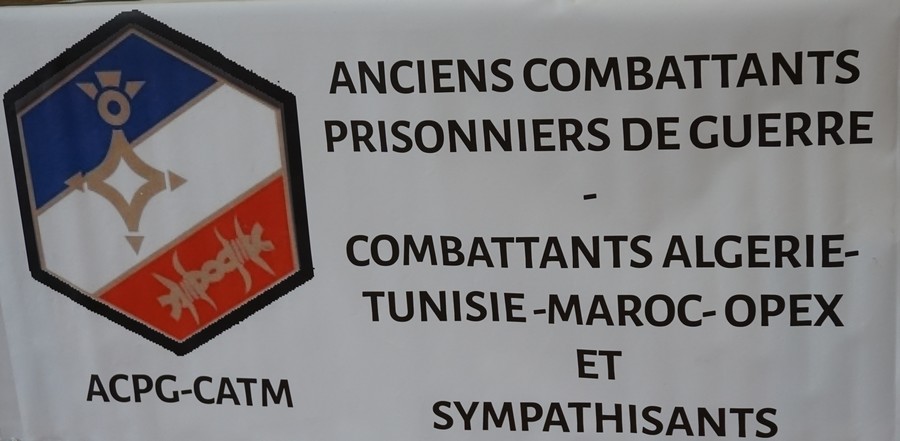 ANCIENS COMBATTANTS
PRISONNIERS DE GUERRE
-
COMBATTANTS ALGERIE-
TUNISIE -MAROC- OPEX
ET
SYMPATHISANTS
ACPG-CATM